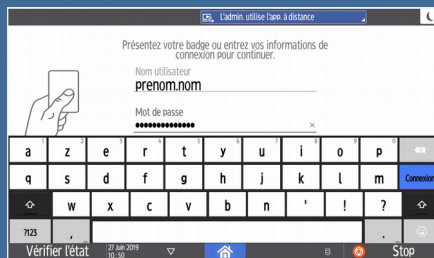 L'admin. utilise l'app. à distance
Présentez votre badge ou entrez vos informations de
connexion pour continuer.
Nom utilisateur
prenom.nom
Mot de passe
••••••••••••••
a z e r t y u i o p
q s d f g h j k l m Connexion
w x c v b n ' ! ?
?123 , .
Vérifier l'état 27 Juin 2019 Stop
10 : 50